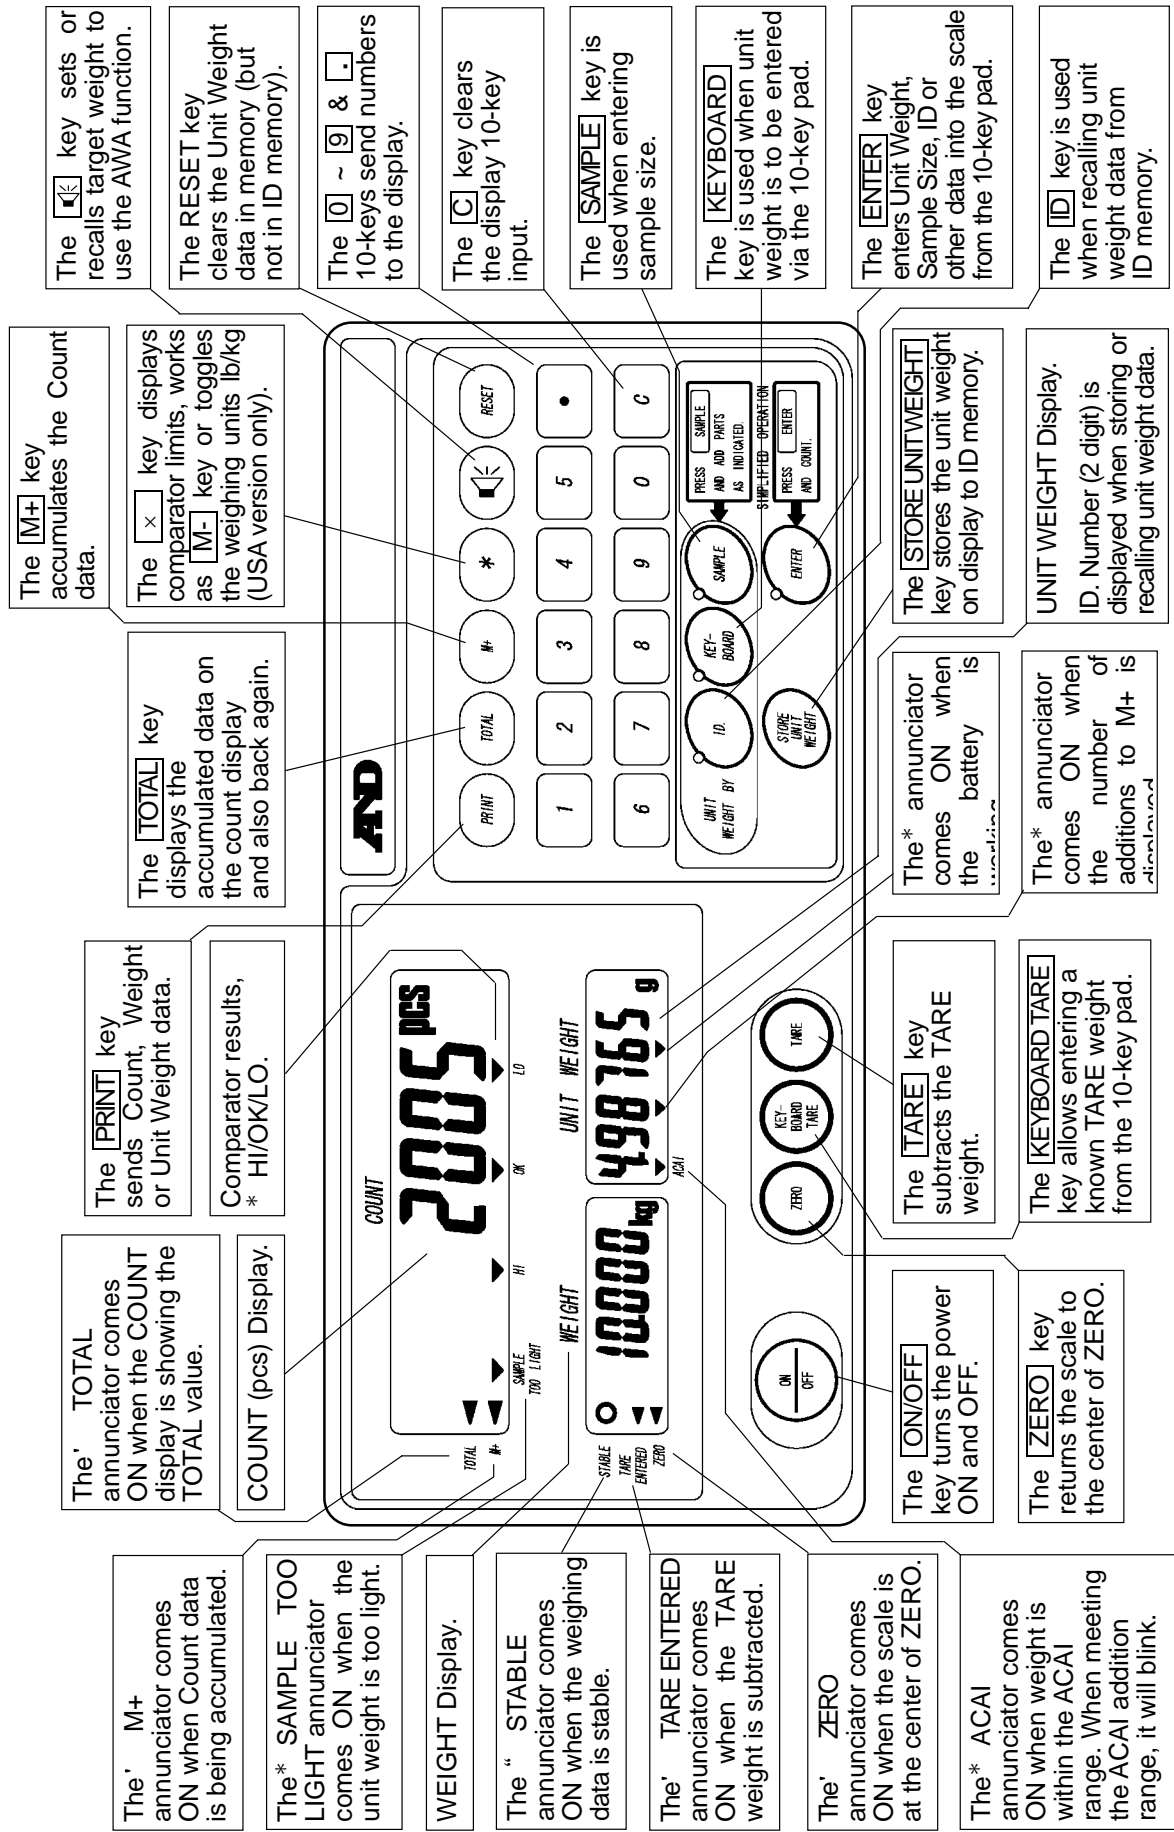 The' M+
annunciator comes
ON when Count data
is being accumulated.
The* SAMPLE TOO
LIGHT annunciator
comes ON when the
unit weight is too light.
WEIGHT Display.
The “ STABLE
annunciator comes
ON when the weighing
data is stable.
The' TARE ENTERED
annunciator comes
ON when the TARE
weight is subtracted.
The' ZERO
annunciator comes
ON when the scale is
at the center of ZERO.
The* ACAI
annunciator comes
ON when weight is
within the ACAI
range. When meeting
the ACAI addition
range, it will blink.
The' TOTAL
annunciator comes
ON when the COUNT
display is showing the
TOTAL value.
COUNT (pcs) Display.
The PRINT key
sends Count, Weight
or Unit Weight data.
Comparator results,
* HI/OK/LO.
The TOTAL key
displays the
accumulated data on
the count display
and also back again.
The M+ key
accumulates the Count
data.
The × key displays
comparator limits, works
as M- key or toggles
the weighing units lb/kg
(USA version only).
The key sets or
recalls target weight to
use the AWA function.
The RESET key
clears the Unit Weight
data in memory (but
not in ID memory).
The 0 ~ 9 & .
10-keys send numbers
to the display.
The C key clears
the display 10-key
input.
The SAMPLE key is
used when entering
sample size.
The KEYBOARD
key is used when unit
weight is to be entered
via the 10-key pad.
The ENTER key
enters Unit Weight,
Sample Size, ID or
other data into the scale
from the 10-key pad.
The ID key is used
when recalling unit
weight data from
ID memory.
AND
COUNT
2005 pcs
TOTAL
M+
SAMPLE
TOO LIGHT
HI
OK
LO
WEIGHT
10.000 kg
STABLE
TARE
ENTERED
ZERO
UNIT WEIGHT
4.98765 g
ACAI
ON
OFF
ZERO
KEY-
BOARD
TARE
TARE
PRINT
TOTAL
M+
*
RESET
1
2
3
4
5
•
6
7
8
9
0
C
UNIT
WEIGHT BY
ID.
KEY-
BOARD
SAMPLE
PRESS SAMPLE
AND ADD PARTS
AS INDICATED.
SIMPLIFIED OPERATION
STORE
UNIT
WEIGHT
ENTER
PRESS ENTER
AND COUNT.
The ON/OFF
key turns the power
ON and OFF.
The ZERO key
returns the scale to
the center of ZERO.
The TARE key
subtracts the TARE
weight.
The KEYBOARD TARE
key allows entering a
known TARE weight
from the 10-key pad.
The* annunciator
comes ON when
the battery is
working.
The* annunciator
comes ON when
the number of
additions to M+ is
displayed
The STORE UNIT WEIGHT
key stores the unit weight
on display to ID memory.
UNIT WEIGHT Display.
ID. Number (2 digit) is
displayed when storing or
recalling unit weight data.